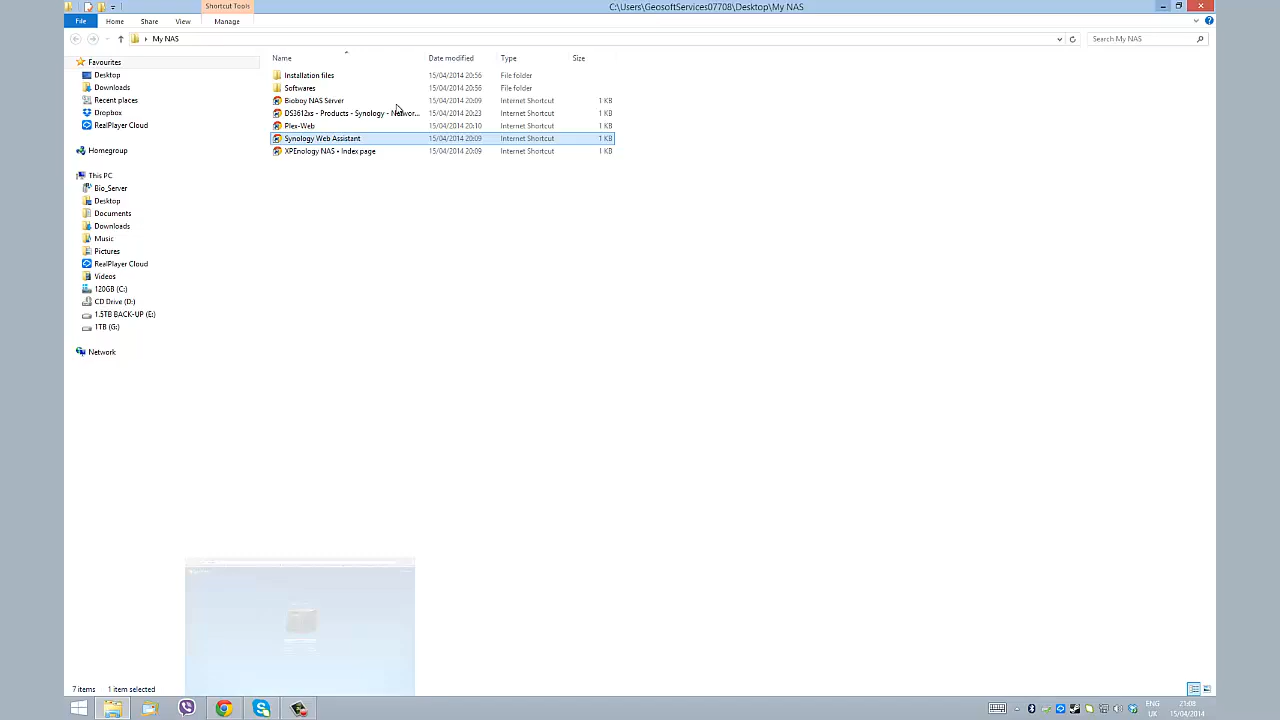 Shortcut Tools
C:\Users\GeosoftServices07708\Desktop\My NAS
File Home Share View Manage
My NAS
Search My NAS
Name Date modified Type Size
Favourites
Desktop
Downloads
Recent places
Dropbox
RealPlayer Cloud
Homegroup
This PC
Bio_Server
Desktop
Documents
Downloads
Music
Pictures
RealPlayer Cloud
Videos
120GB (C:)
CD Drive (D:)
1.5TB BACK-UP (E:)
1TB (G:)
Network
Installation files 15/04/2014 20:56 File folder
Softwares 15/04/2014 20:56 File folder
Bioboy NAS Server 15/04/2014 20:09 Internet Shortcut 1 KB
DS3612xs - Products - Synology - Networ... 15/04/2014 20:23 Internet Shortcut 1 KB
Plex-Web 15/04/2014 20:10 Internet Shortcut 1 KB
Synology Web Assistant 15/04/2014 20:09 Internet Shortcut 1 KB
XPEnology NAS • Index page 15/04/2014 20:09 Internet Shortcut 1 KB
7 items 1 item selected
ENG
UK
21:08
15/04/2014